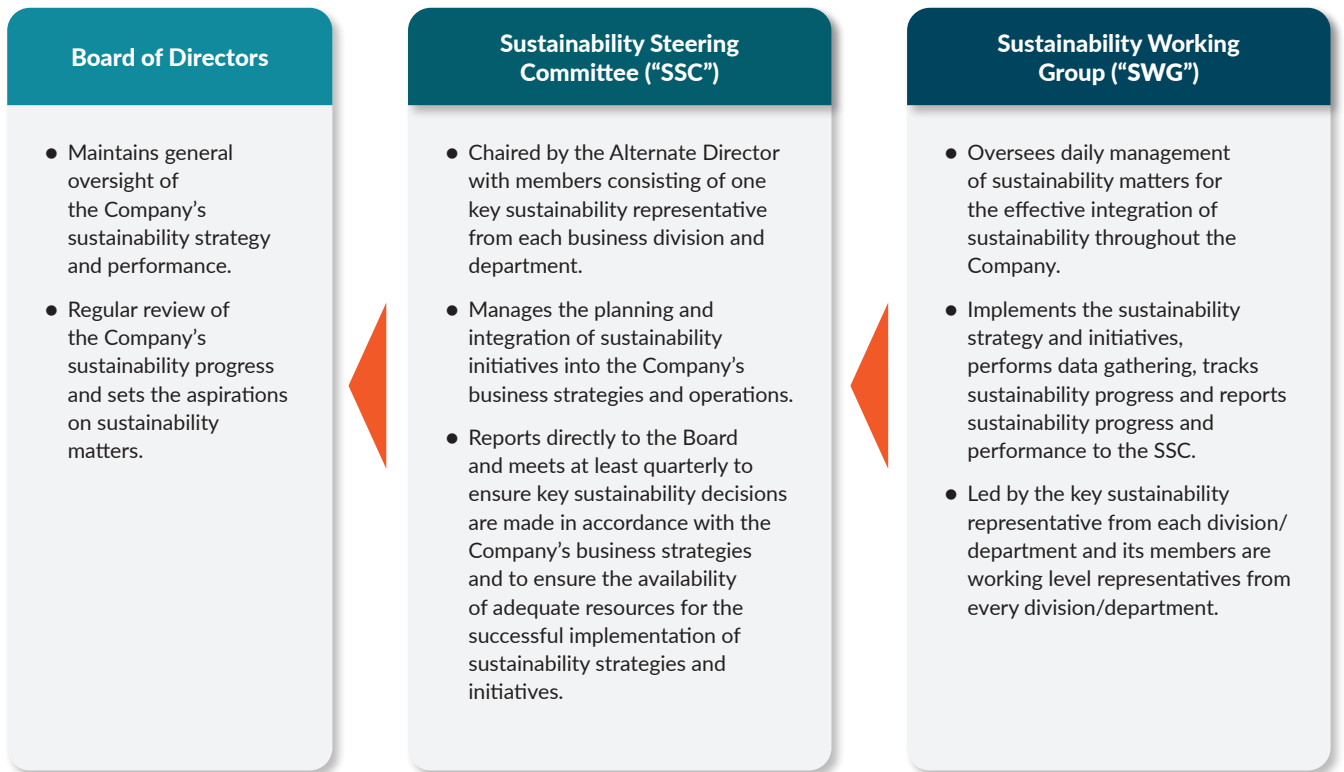 Board of Directors
● Maintains general
oversight of
the Company’s
sustainability strategy
and performance.
● Regular review of
the Company’s
sustainability progress
and sets the aspirations
on sustainability
matters.
Sustainability Steering
Committee (“SSC”)
● Chaired by the Alternate Director
with members consisting of one
key sustainability representative
from each business division and
department.
● Manages the planning and
integration of sustainability
initiatives into the Company’s
business strategies and operations.
● Reports directly to the Board
and meets at least quarterly to
ensure key sustainability decisions
are made in accordance with the
Company’s business strategies
and to ensure the availability
of adequate resources for the
successful implementation of
sustainability strategies and
initiatives.
Sustainability Working
Group (“SWG”)
● Oversees daily management
of sustainability matters for
the effective integration of
sustainability throughout the
Company.
● Implements the sustainability
strategy and initiatives,
performs data gathering, tracks
sustainability progress and reports
sustainability progress and
performance to the SSC.
● Led by the key sustainability
representative from each division/
department and its members are
working level representatives from
every division/department.